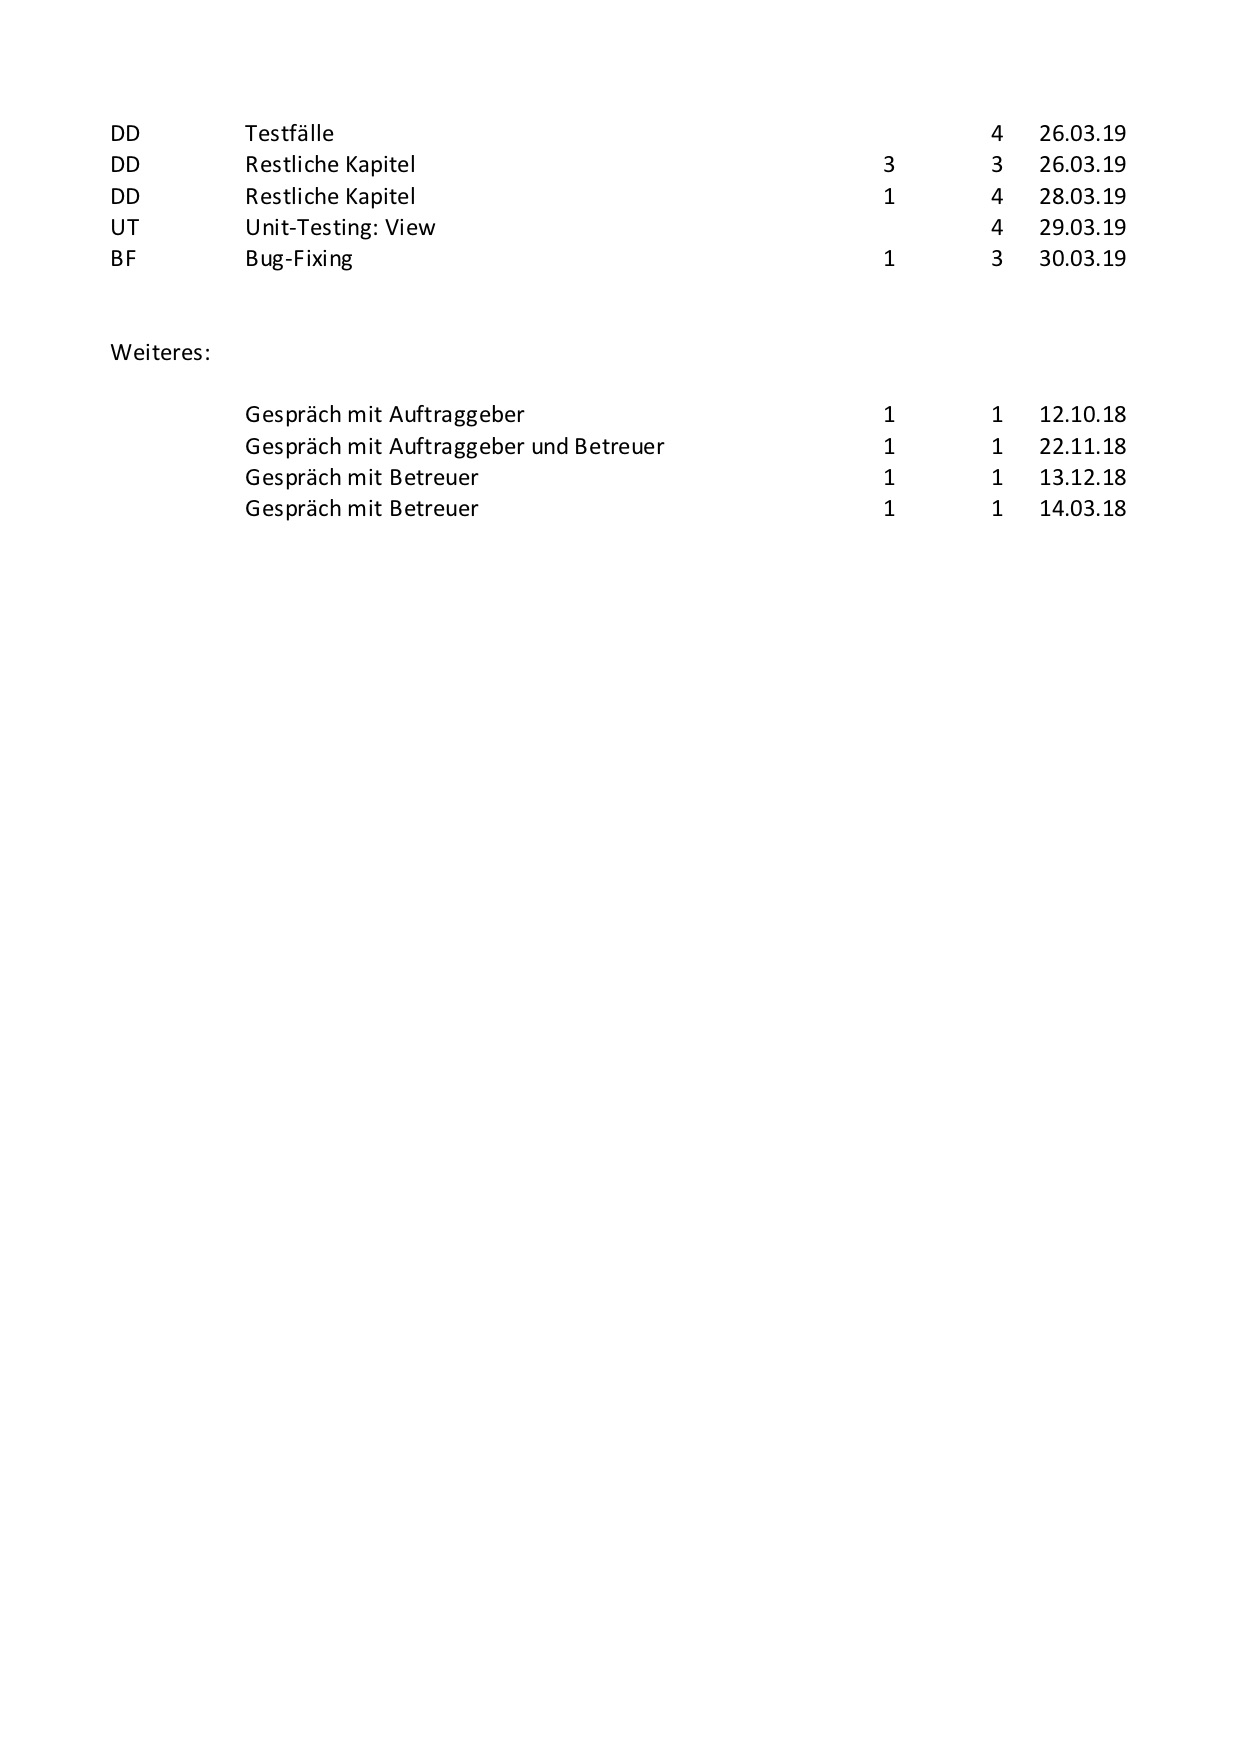 DD Testfälle 4 26.03.19
DD Restliche Kapitel 3 3 26.03.19
DD Restliche Kapitel 1 4 28.03.19
UT Unit-Testing: View 4 29.03.19
BF Bug-Fixing 1 3 30.03.19
Weiteres:
Gespräch mit Auftraggeber 1 1 12.10.18
Gespräch mit Auftraggeber und Betreuer 1 1 22.11.18
Gespräch mit Betreuer 1 1 13.12.18
Gespräch mit Betreuer 1 1 14.03.18